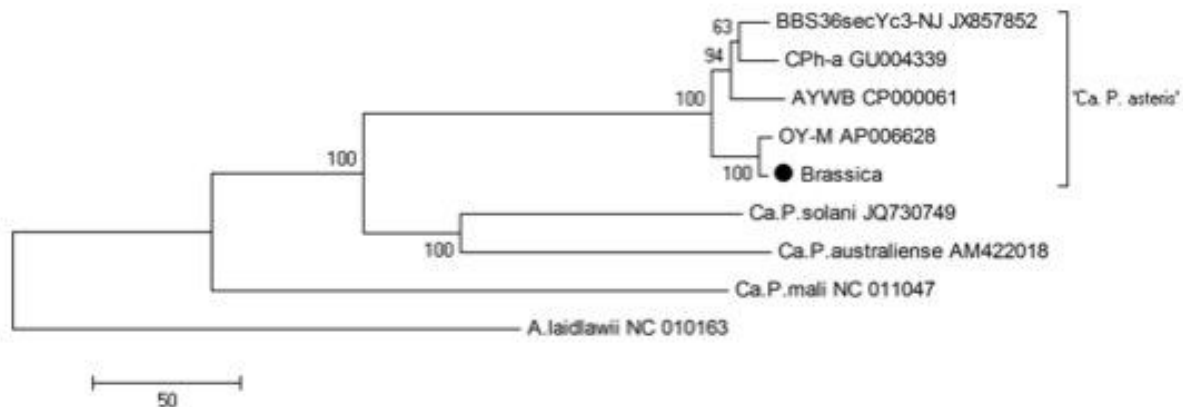 BBS36secYc3-NJ JX857852
63
CPh-a GU004339
94
AYWB CP000061
"Ca. P. asteris"
100
OY-M AP006628
100
Brassica
100
Ca.P.solani JQ730749
100
Ca.P.australiense AM422018
Ca.P.mali NC 011047
A.laidlawii NC 010163
50